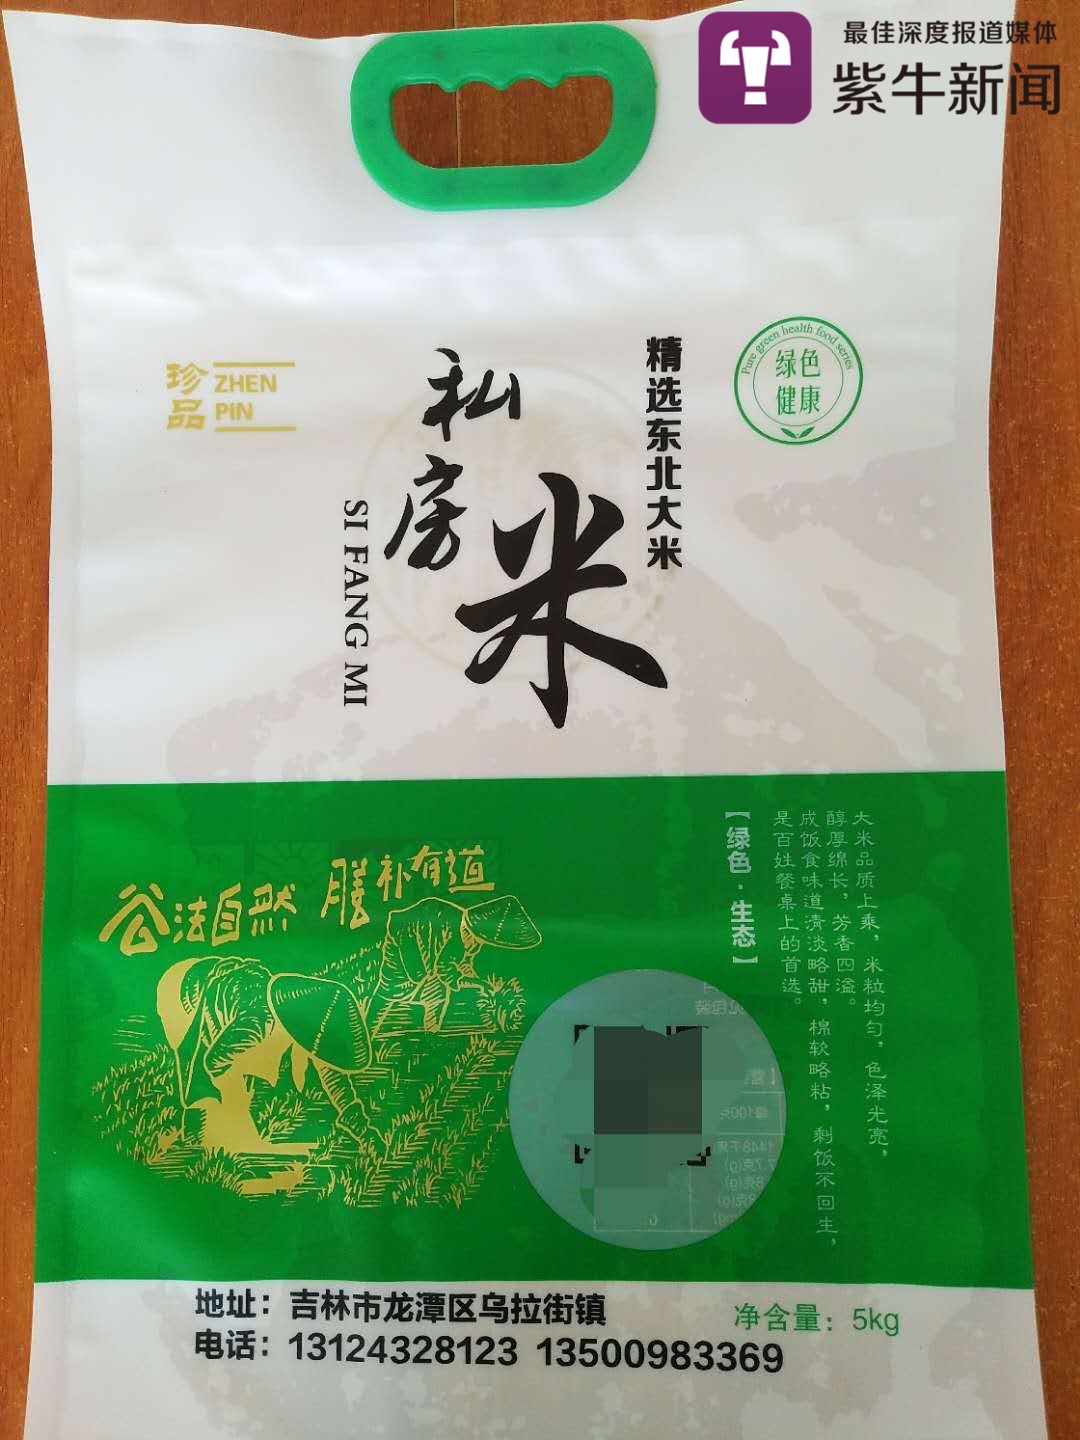 最佳深度报道媒体
紫牛新闻
珍品
ZHEN
PIN
私房米
SI FANG MI
精选东北大米
Pure green health food series
绿色
健康
谷法自然 膳补有道
【绿色·生态】
大米品质上乘，米粒均匀，色泽光亮，
醇厚绵长，芳香四溢。
成饭食味道清淡略甜，棉软略粘，剩饭不回生，
是百姓餐桌上的首选。
地址：吉林市龙潭区乌拉街镇
电话：13124328123 13500983369
净含量：5kg